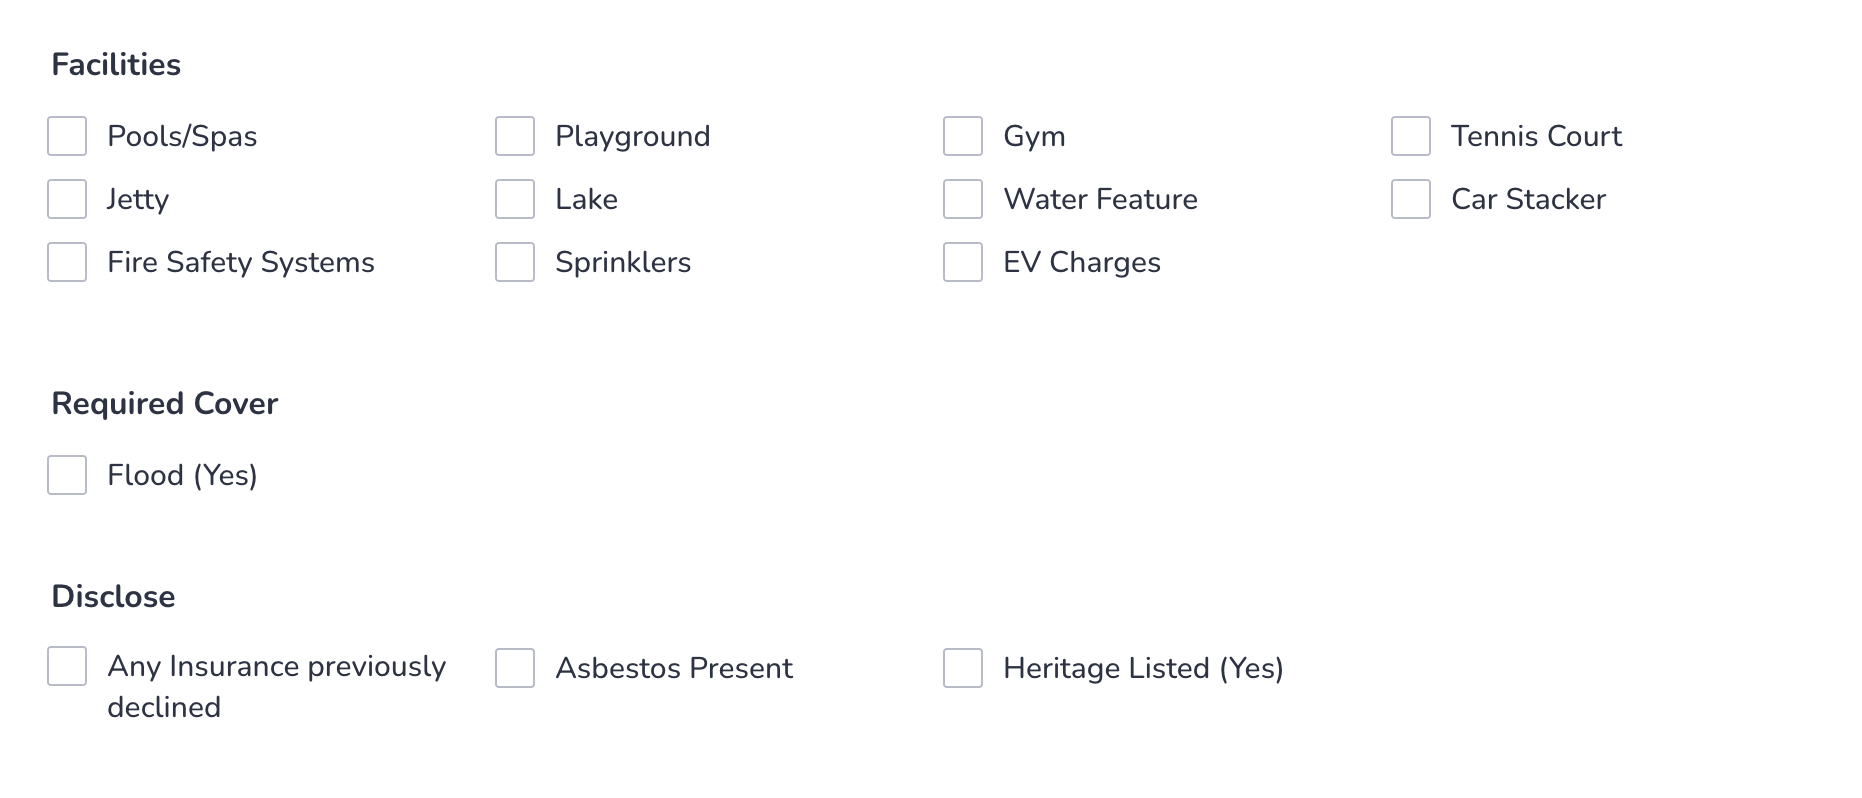 Facilities
Pools/Spas
Playground
Gym
Tennis Court
Jetty
Lake
Water Feature
Car Stacker
Fire Safety Systems
Sprinklers
EV Charges
Required Cover
Flood (Yes)
Disclose
Any Insurance previously
declined
Asbestos Present
Heritage Listed (Yes)